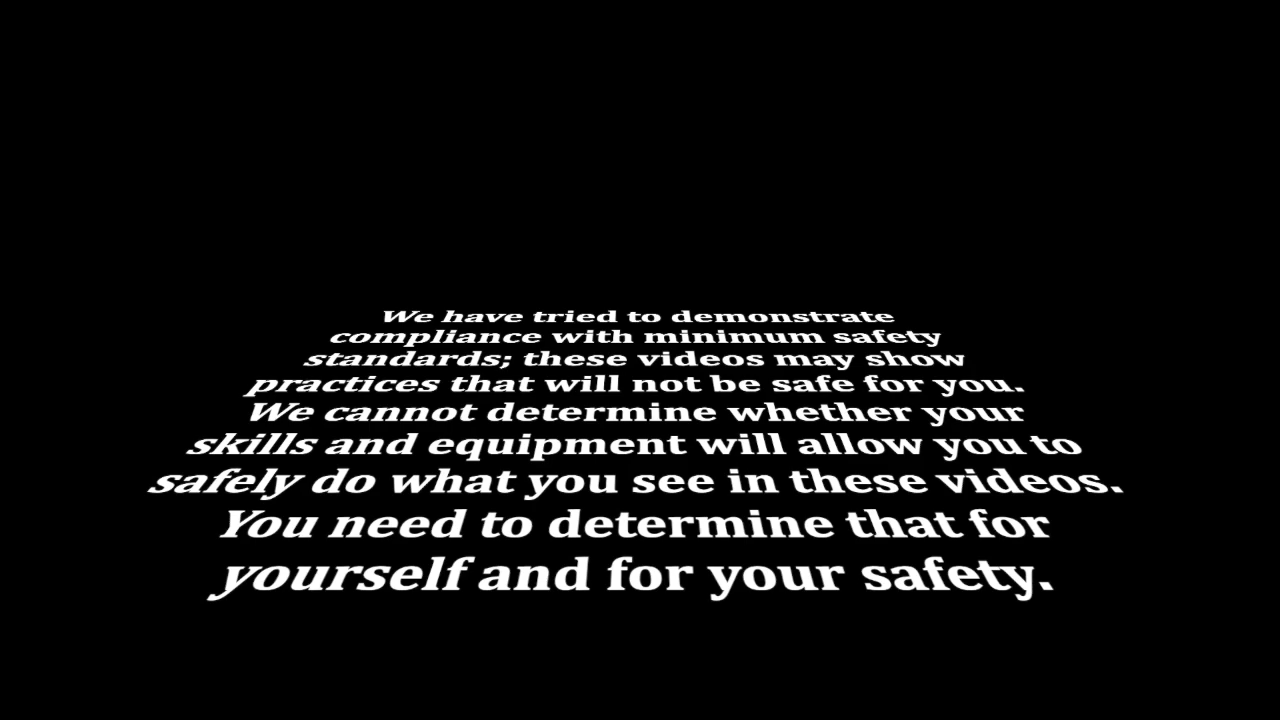 We have tried to demonstrate
compliance with minimum safety
standards; these videos may show
practices that will not be safe for you.
We cannot determine whether your
skills and equipment will allow you to
safely do what you see in these videos.
You need to determine that for
yourself and for your safety.